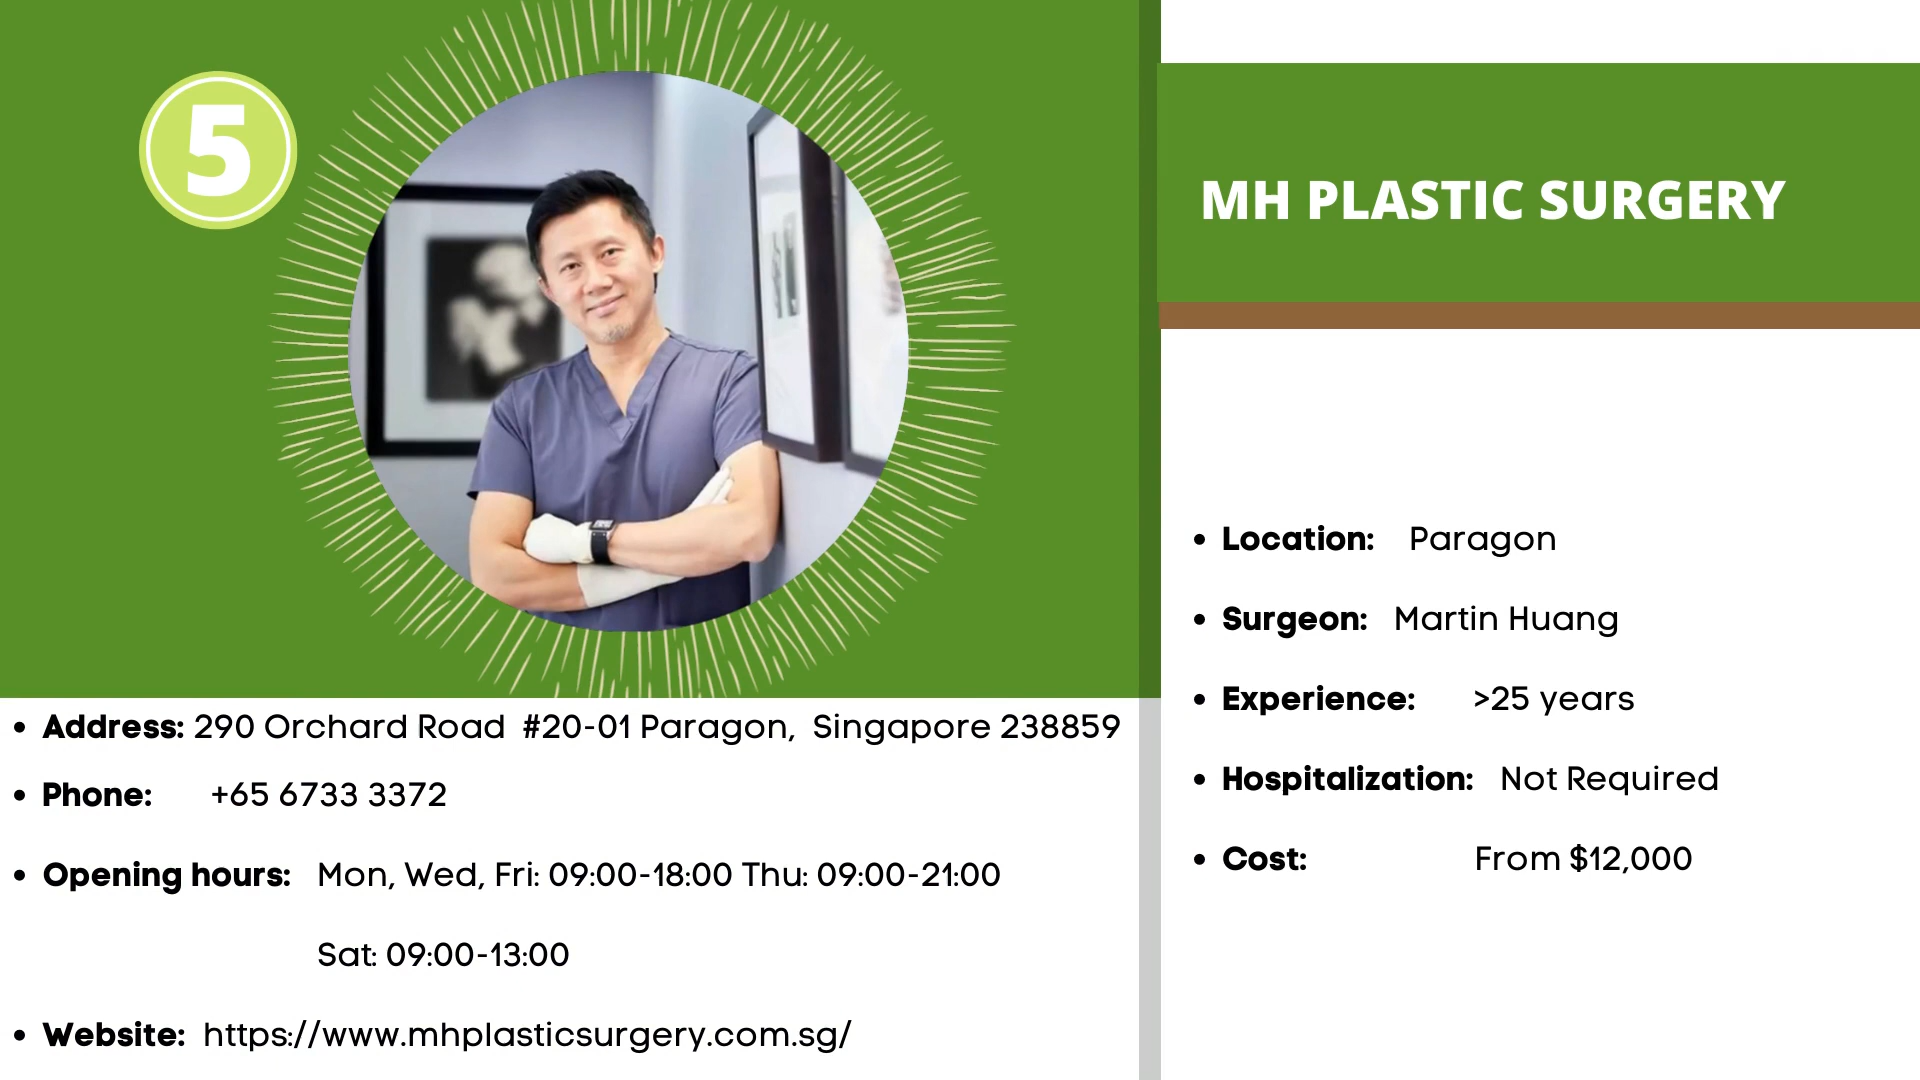 5
MH PLASTIC SURGERY
• Location: Paragon
• Surgeon: Martin Huang
• Experience: >25 years
• Hospitalization: Not Required
• Cost: From $12,000
• Address: 290 Orchard Road #20-01 Paragon, Singapore 238859
• Phone: +65 6733 3372
• Opening hours: Mon, Wed, Fri: 09:00-18:00 Thu: 09:00-21:00
Sat: 09:00-13:00
• Website: https://www.mhplasticsurgery.com.sg/